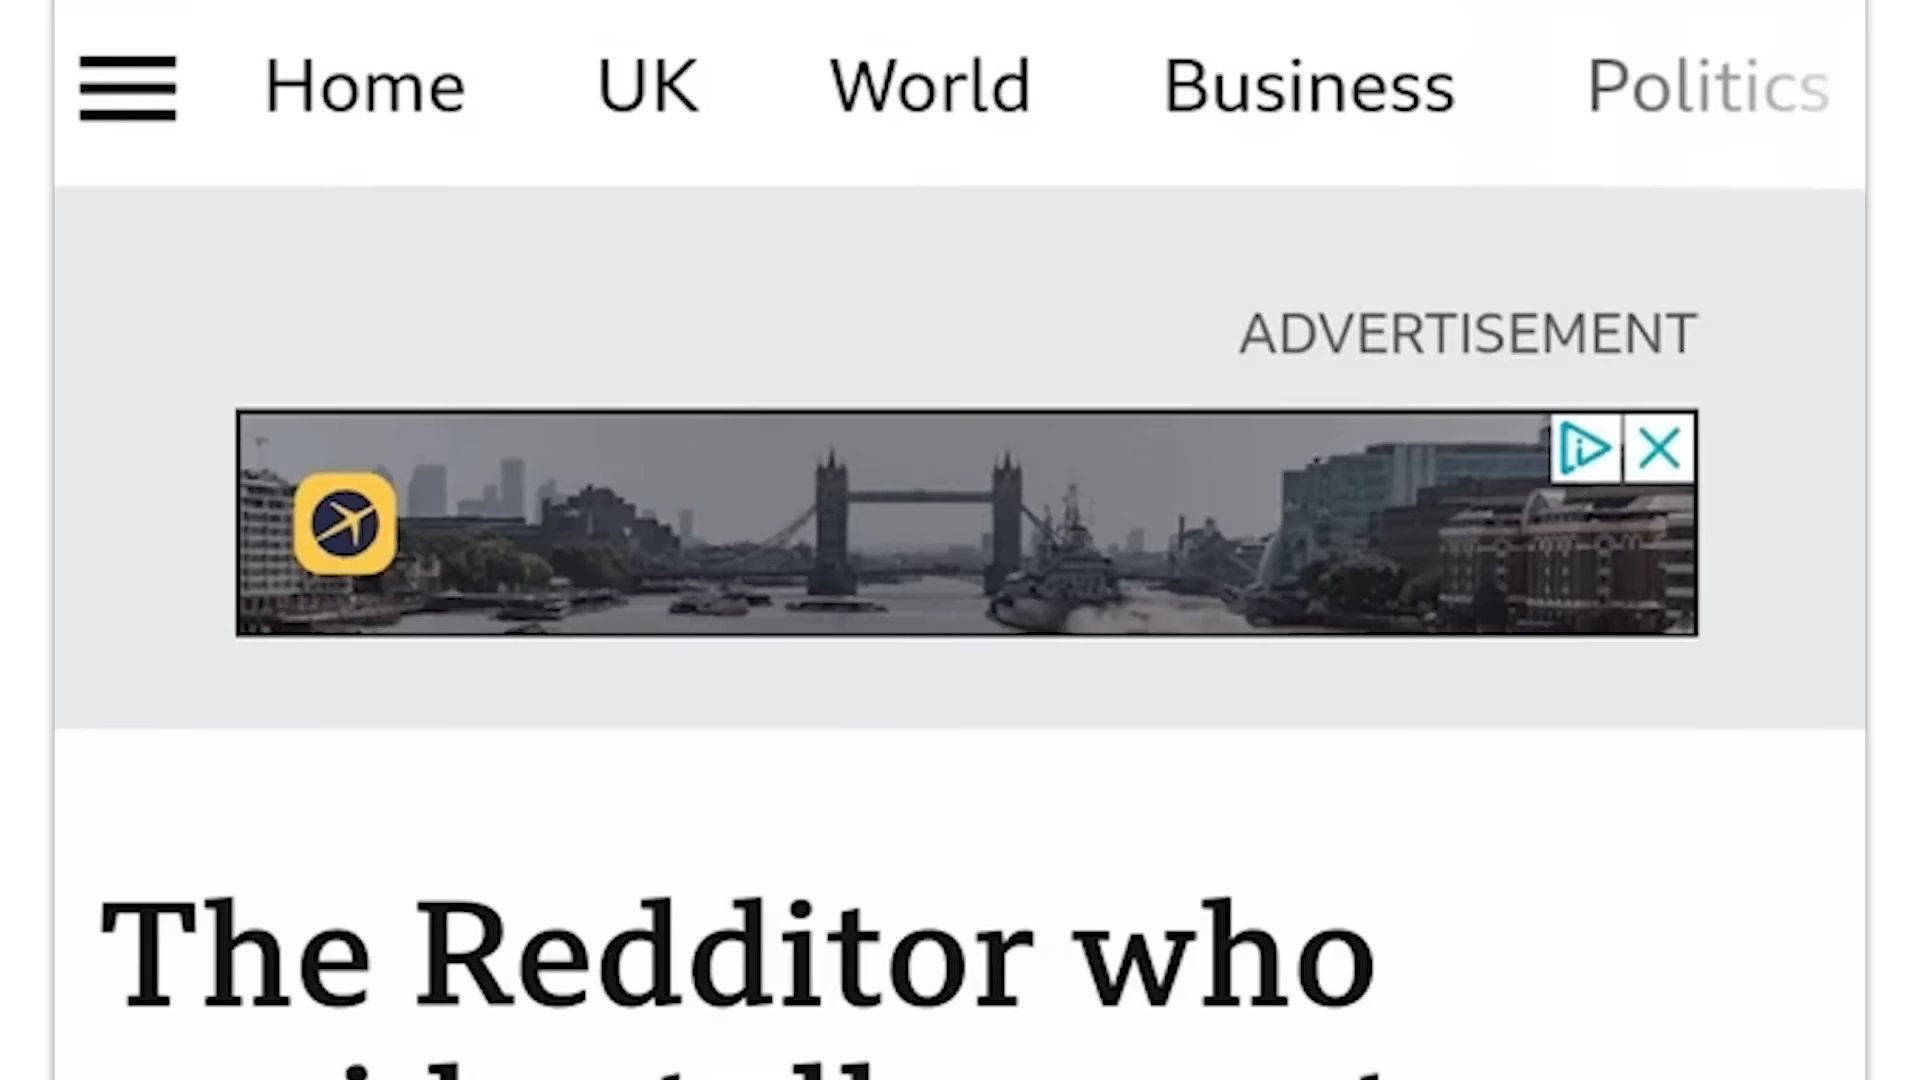 Home UK World Business Politics
ADVERTISEMENT
The Redditor who